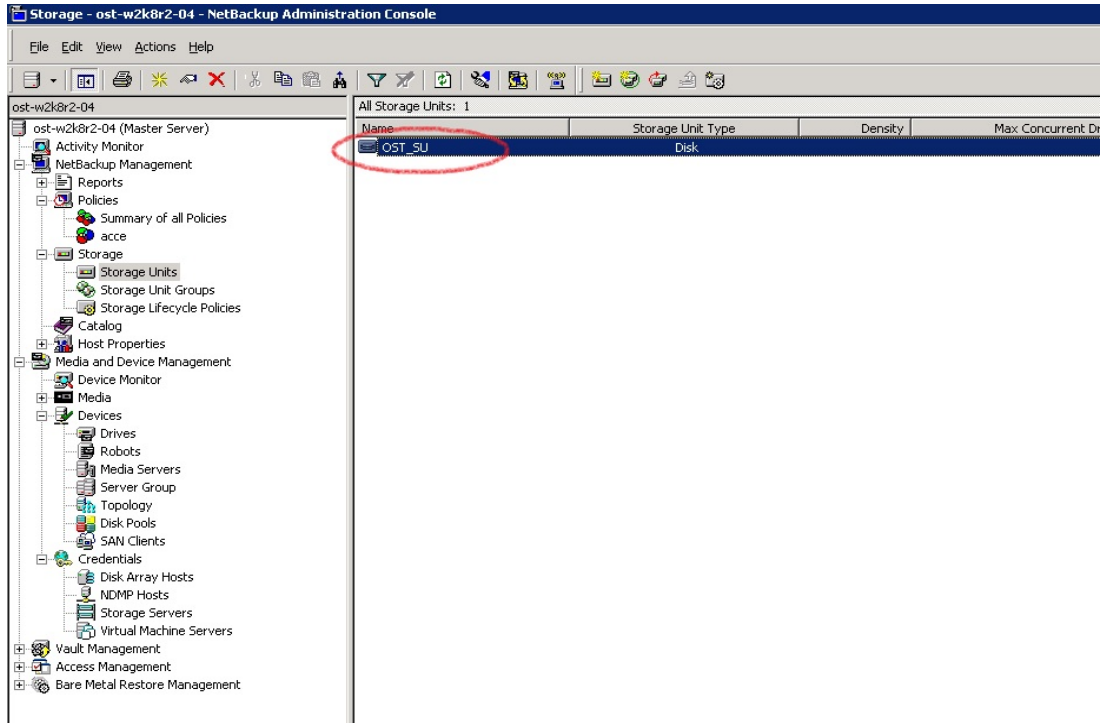 Storage - ost-w2k8r2-04 - NetBackup Administration Console
File Edit View Actions Help
ost-w2k8r2-04
All Storage Units: 1
ost-w2k8r2-04 (Master Server)
Activity Monitor
NetBackup Management
Reports
Policies
Summary of all Policies
acce
Storage
Storage Units
Storage Unit Groups
Storage Lifecycle Policies
Catalog
Host Properties
Media and Device Management
Device Monitor
Media
Devices
Drives
Robots
Media Servers
Server Group
Topology
Disk Pools
SAN Clients
Credentials
Disk Array Hosts
NDMP Hosts
Storage Servers
Virtual Machine Servers
Vault Management
Access Management
Bare Metal Restore Management
Name Storage Unit Type Density Max Concurrent Dr
OST_SU Disk